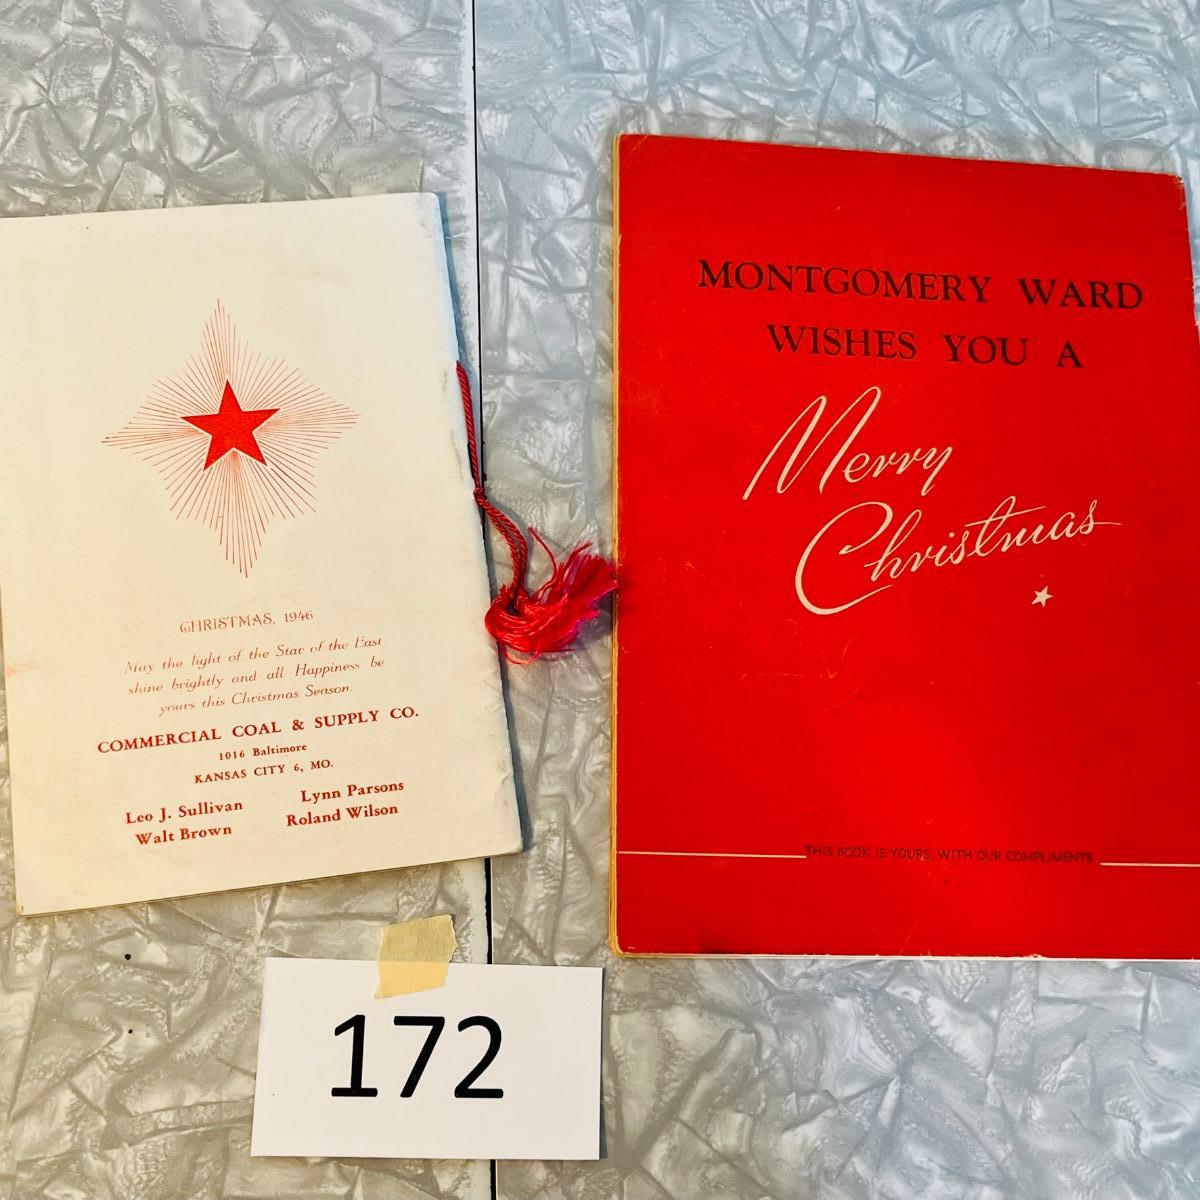 CHRISTMAS, 1946
May the light of the Star of the East
shine brightly and all Happiness be
yours this Christmas Season.
COMMERCIAL COAL & SUPPLY CO.
1016 Baltimore
KANSAS CITY 6, MO.
Leo J. Sullivan
Lynn Parsons
Walt Brown
Roland Wilson
MONTGOMERY WARD
WISHES YOU A
Merry
Christmas
THIS BOOK IS YOURS, WITH OUR COMPLIMENTS
172